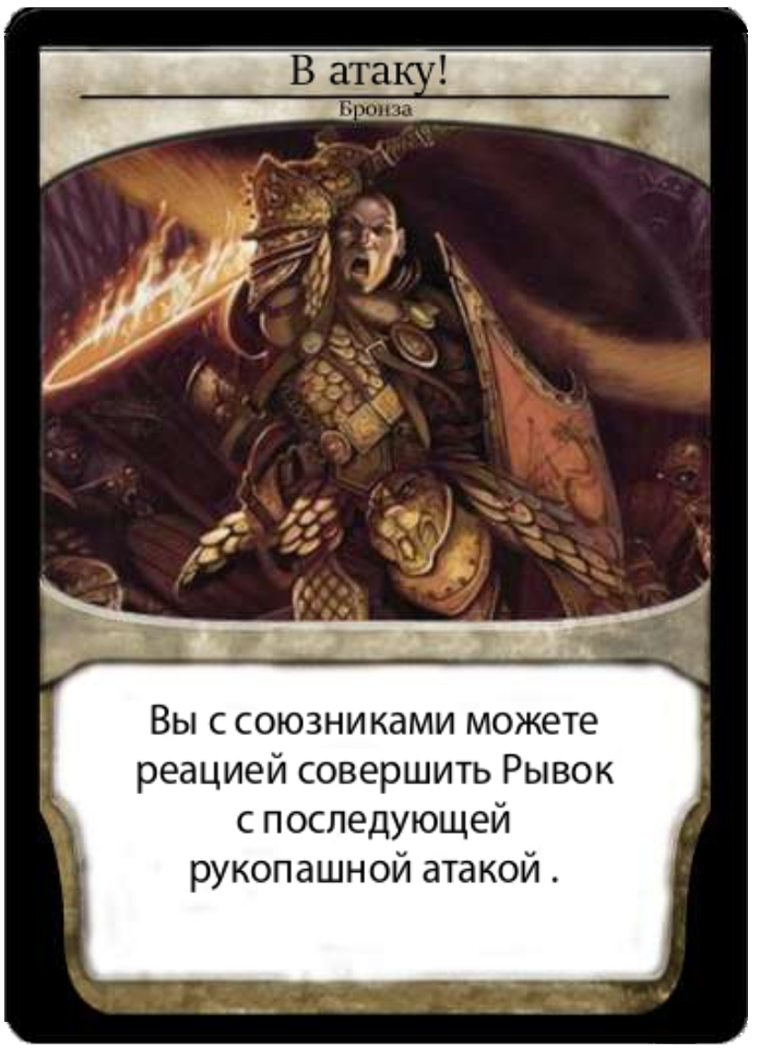 В атаку!
Бронза
Вы с союзниками можете
реацией совершить Рывок
с последующей
рукопашной атакой .